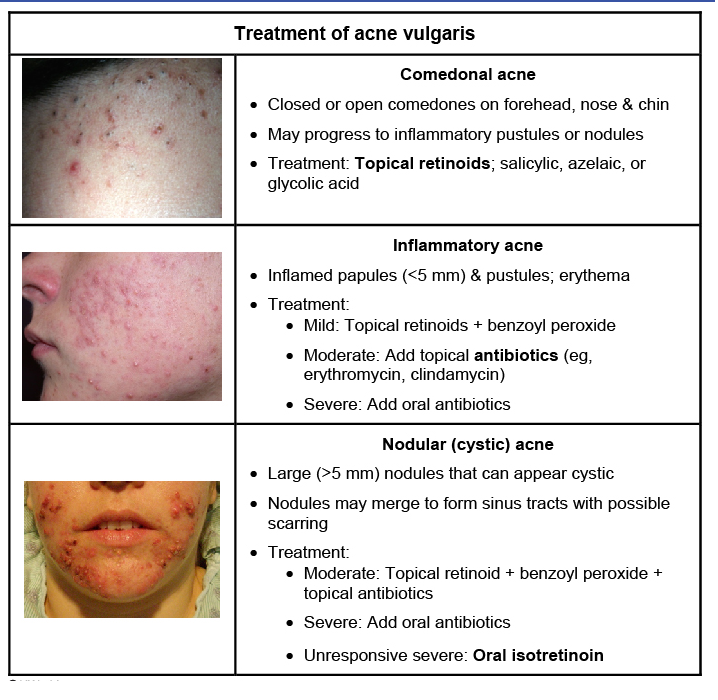 Treatment of acne vulgaris
Comedonal acne
• Closed or open comedones on forehead, nose & chin
• May progress to inflammatory pustules or nodules
• Treatment: Topical retinoids; salicylic, azelaic, or
glycolic acid
Inflammatory acne
• Inflamed papules (<5 mm) & pustules; erythema
• Treatment:
• Mild: Topical retinoids + benzoyl peroxide
• Moderate: Add topical antibiotics (eg,
erythromycin, clindamycin)
• Severe: Add oral antibiotics
Nodular (cystic) acne
• Large (>5 mm) nodules that can appear cystic
• Nodules may merge to form sinus tracts with possible
scarring
• Treatment:
• Moderate: Topical retinoid + benzoyl peroxide +
topical antibiotics
• Severe: Add oral antibiotics
• Unresponsive severe: Oral isotretinoin